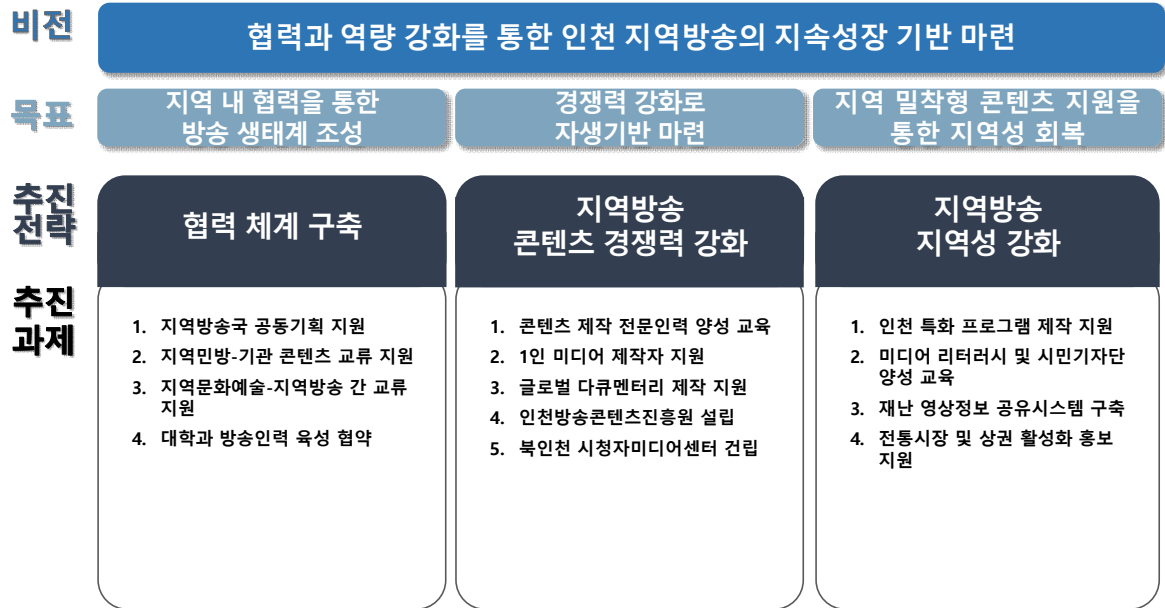 비전
협력과 역량 강화를 통한 인천 지역방송의 지속성장 기반 마련
목표
지역 내 협력을 통한
방송 생태계 조성
경쟁력 강화로
자생기반 마련
지역 밀착형 콘텐츠 지원을
통한 지역성 회복
추진
전략
협력 체계 구축
지역방송
콘텐츠 경쟁력 강화
지역방송
지역성 강화
추진
과제
1. 지역방송국 공동기획 지원
2. 지역민방-기관 콘텐츠 교류 지원
3. 지역문화예술-지역방송 간 교류
지원
4. 대학과 방송인력 육성 협약
1. 콘텐츠 제작 전문인력 양성 교육
2. 1인 미디어 제작자 지원
3. 글로벌 다큐멘터리 제작 지원
4. 인천방송콘텐츠진흥원 설립
5. 북인천 시청자미디어센터 건립
1. 인천 특화 프로그램 제작 지원
2. 미디어 리터러시 및 시민기자단
양성 교육
3. 재난 영상정보 공유시스템 구축
4. 전통시장 및 상권 활성화 홍보
지원